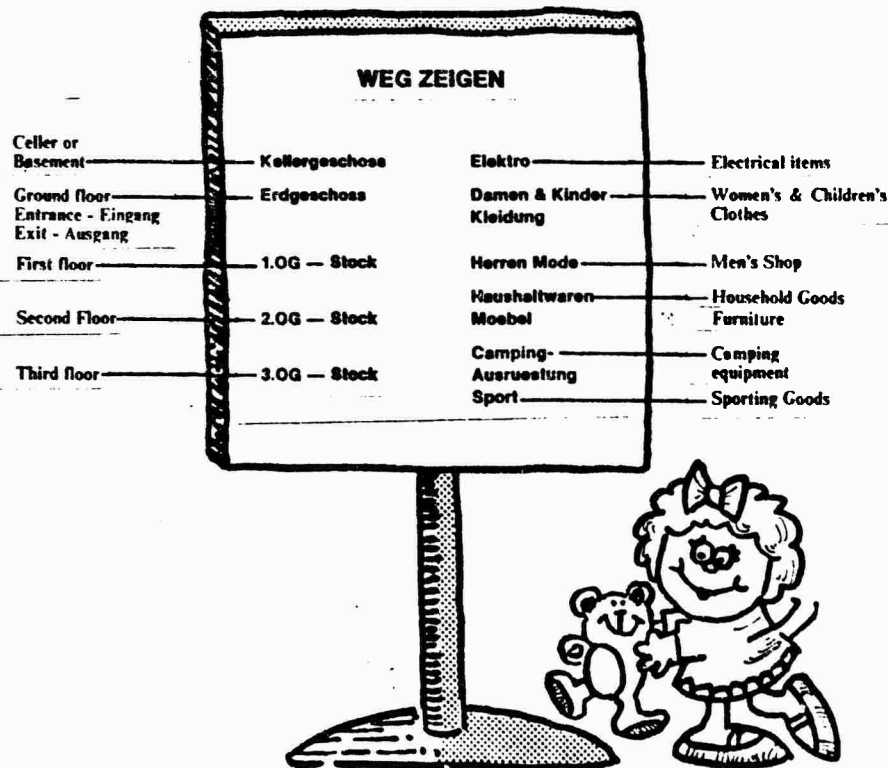 WEG ZEIGEN
Celler or
Basement Kellergeschoss Elektro Electrical items
Ground floor Erdgeschoss Damen & Kinder Women's & Children's
Entrance - Eingang Kleidung Clothes
Exit - Ausgang
First floor 1.OG — Stock Herren Mode Men's Shop
Haushaltwaren Household Goods
Second Floor 2.OG — Stock Moebel Furniture
Camping- Camping
Third floor 3.OG — Stock Ausruestung equipment
Sport Sporting Goods